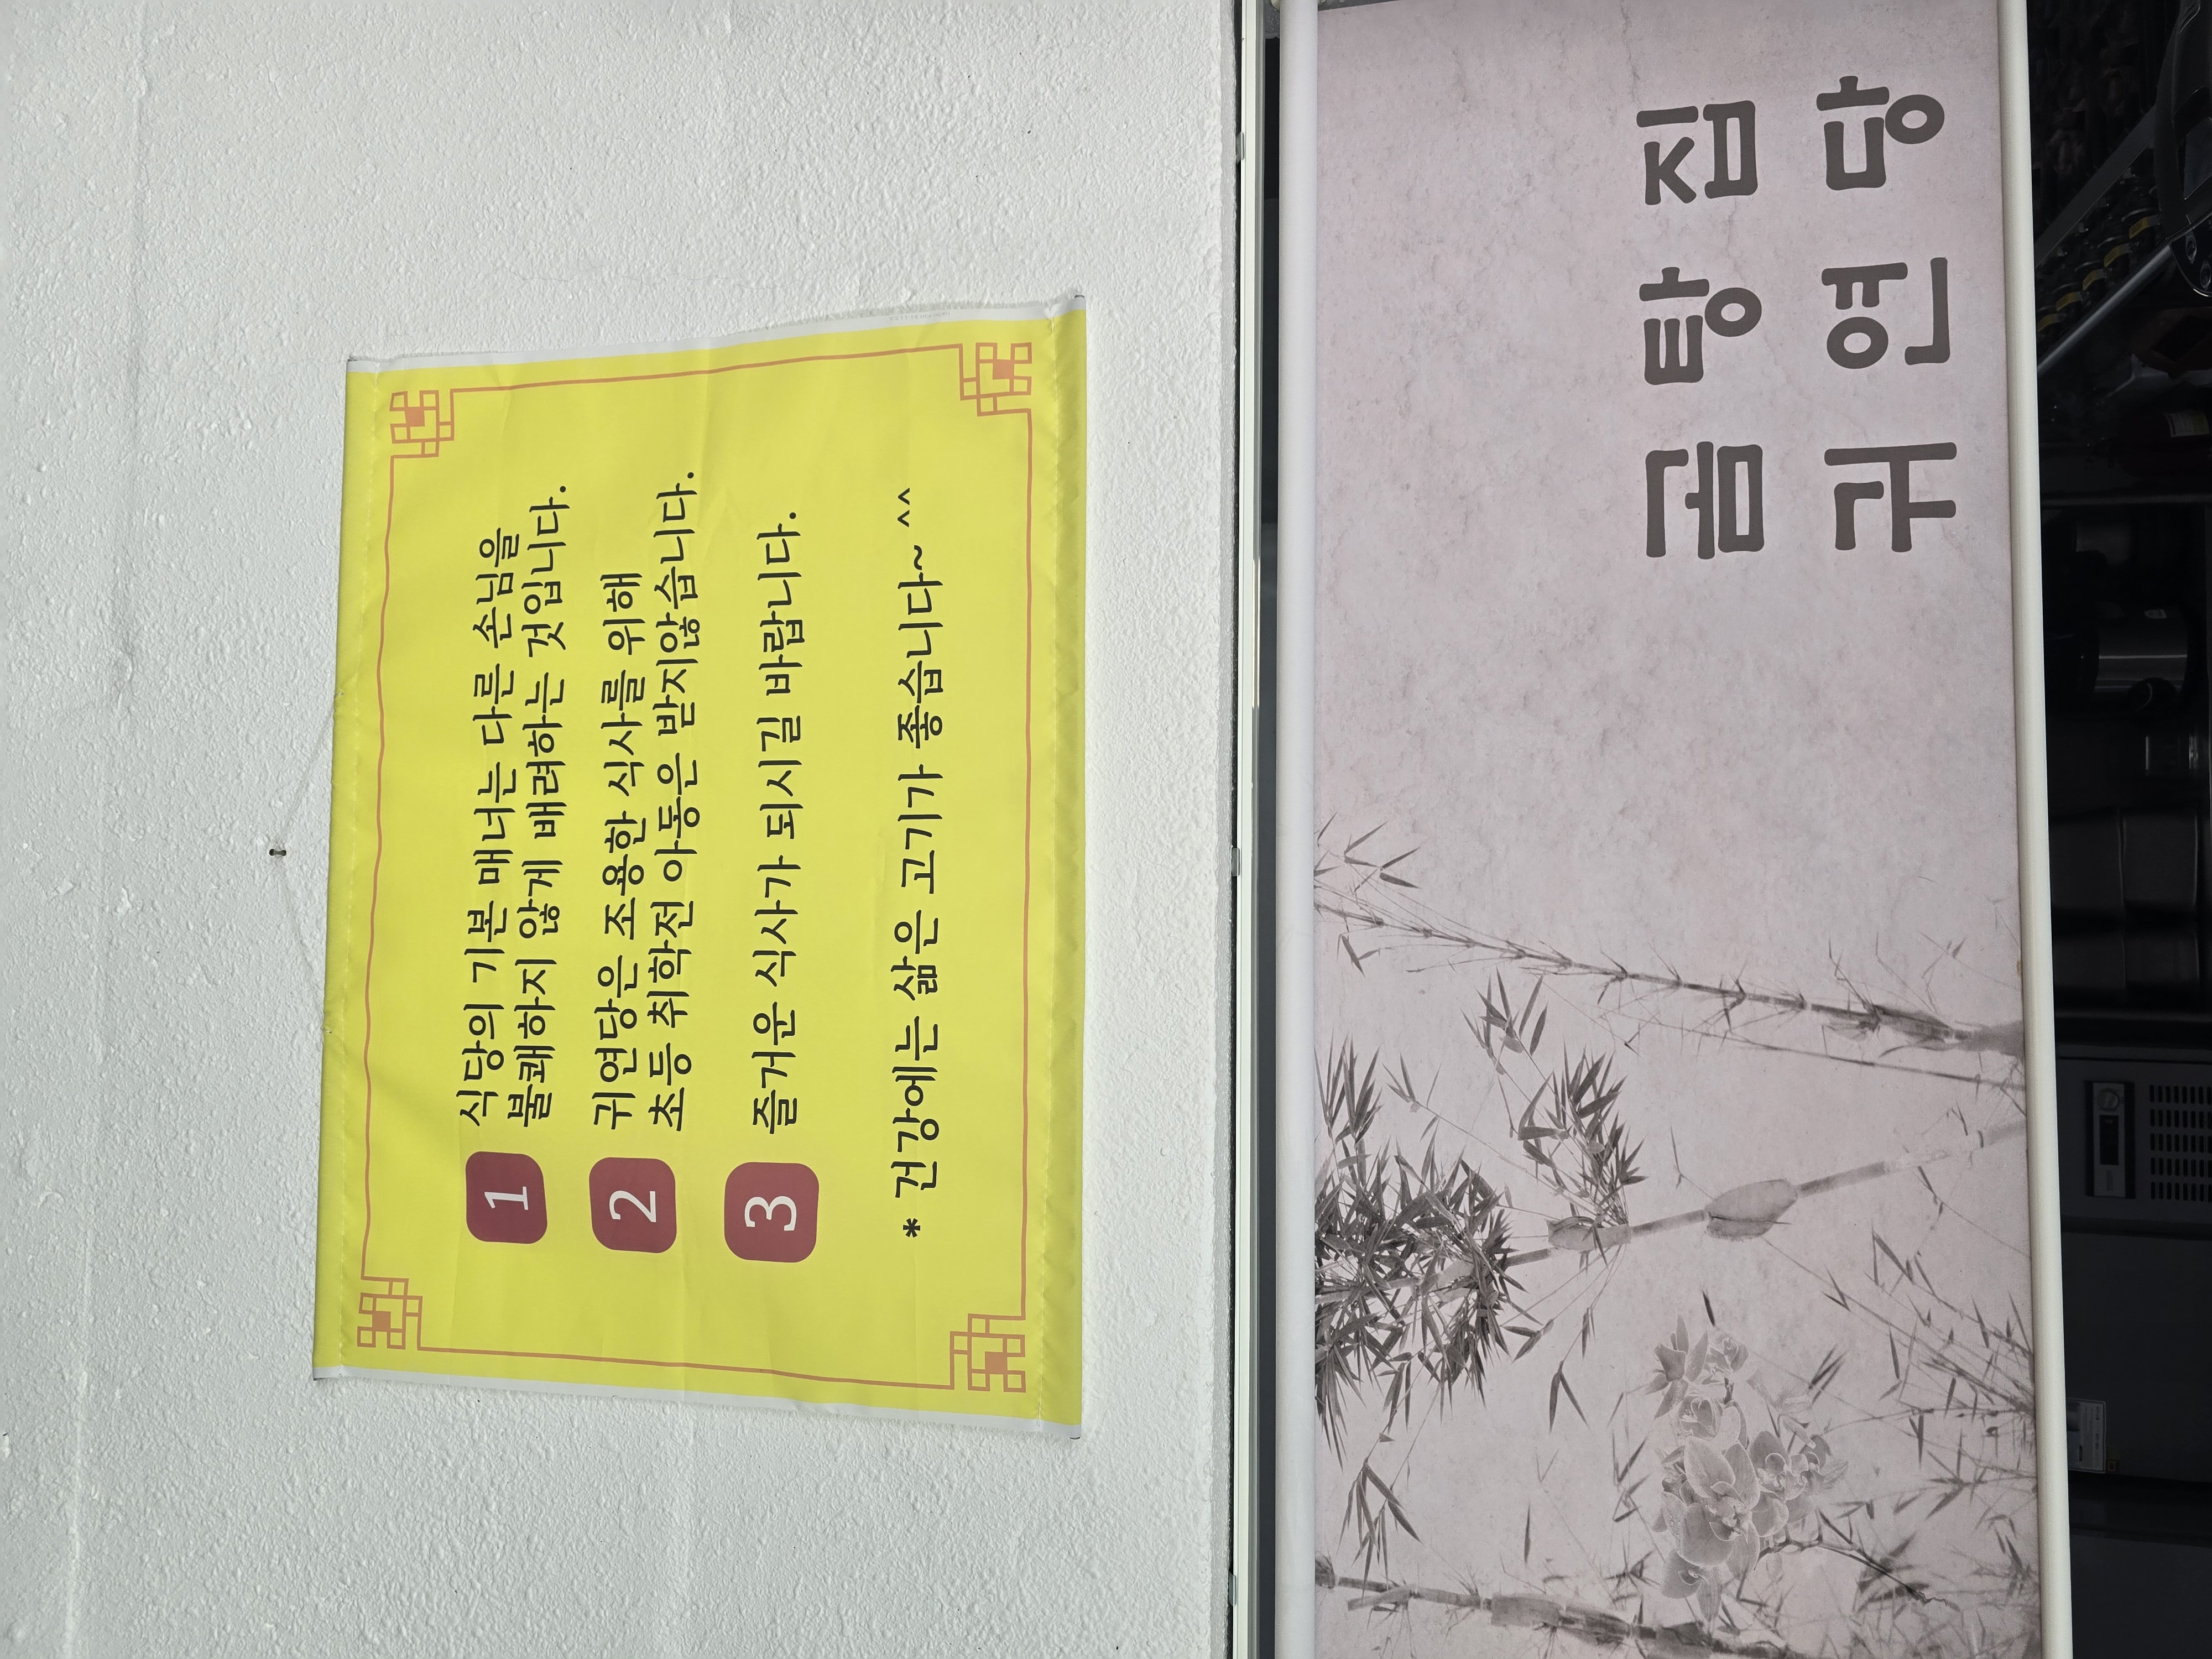 식당의 기본 매너는 다른 손님을
불쾌하지 않게 배려하는 것입니다.
귀연당은 조용한 식사를 위해
초등 취학전 아동은 받지않습니다.
즐거운 식사가 되시길 바랍니다.
* 건강에는 삶은 고기가 좋습니다~ ^^
1
2
3
곰탕집
귀연당